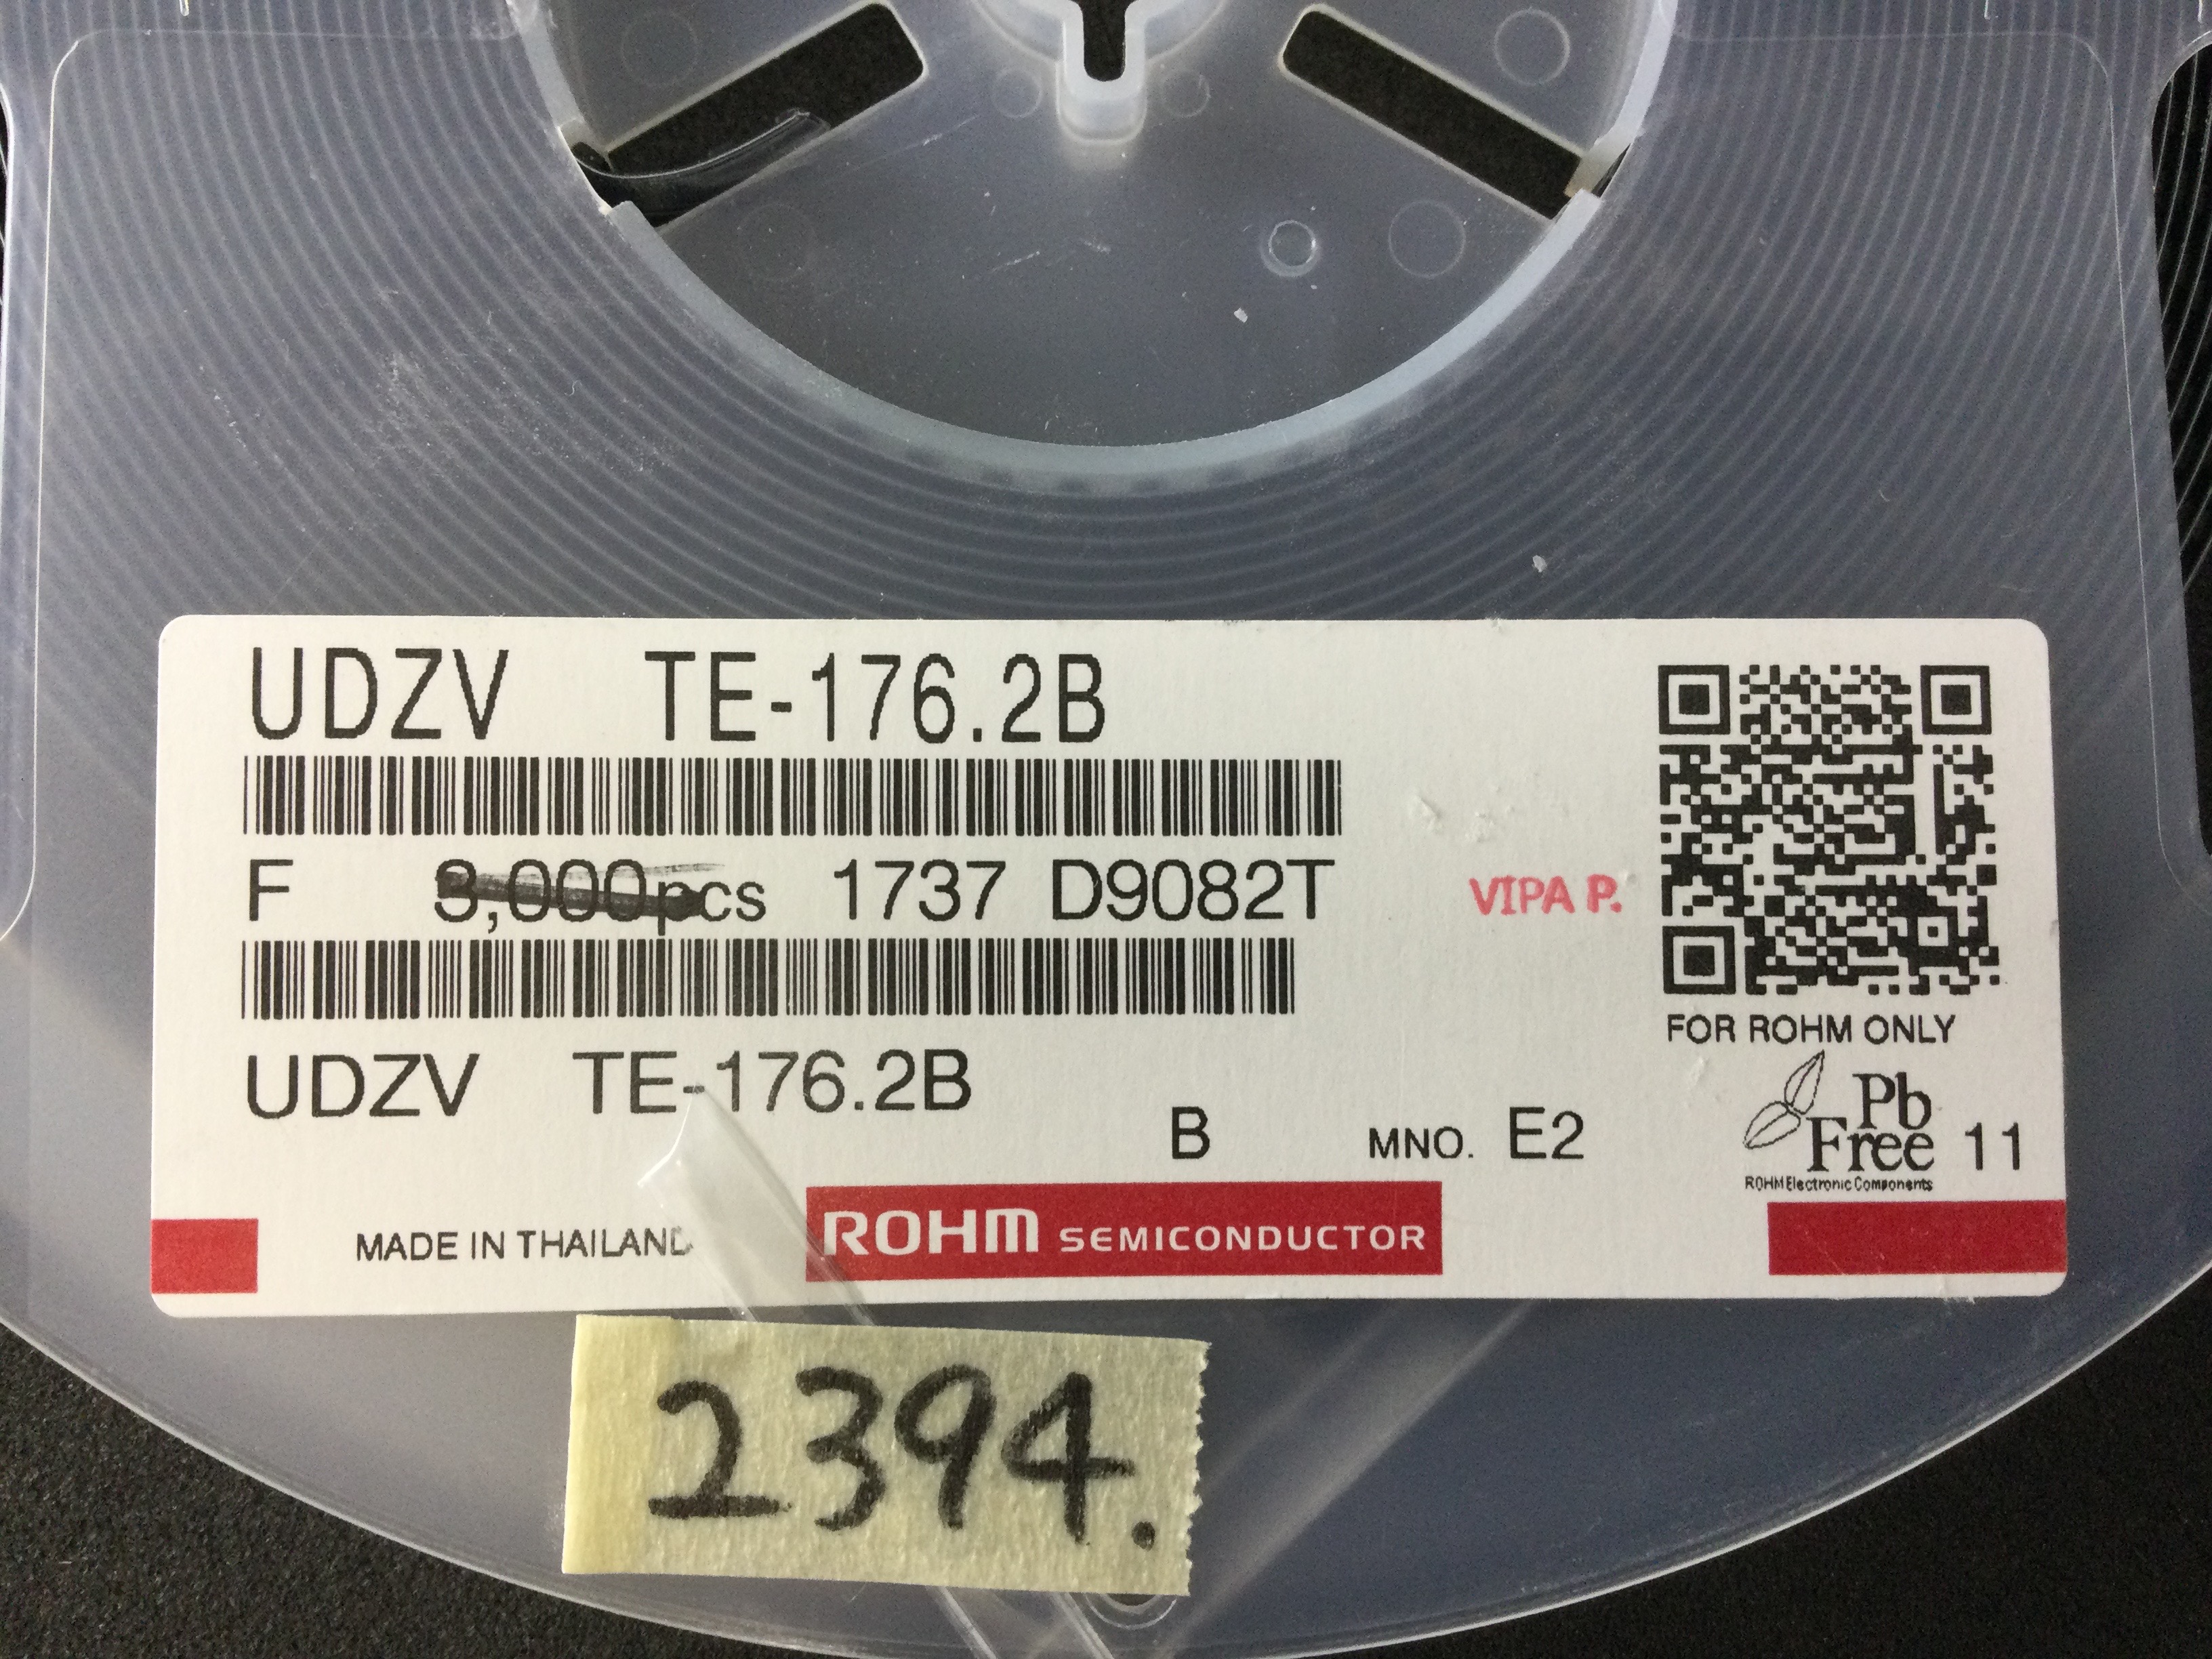 UDZV TE-176.2B
F 3,000pcs 1737 D9082T
VIPA P.
FOR ROHM ONLY
UDZV TE-176.2B
B MNO. E2
Pb
Free 11
ROHM Electronic Components
MADE IN THAILAND
ROHM SEMICONDUCTOR
2394.